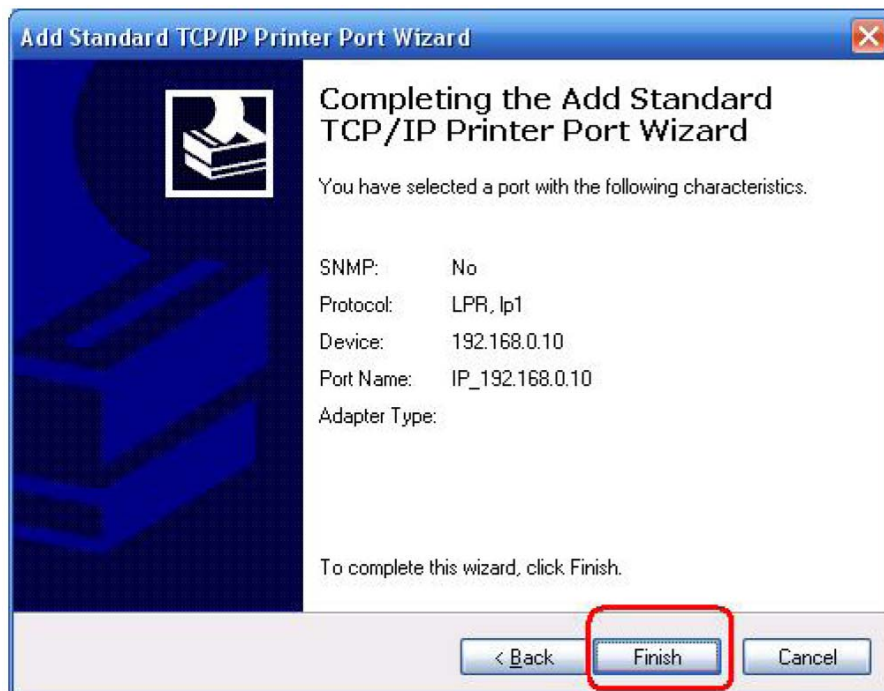 Add Standard TCP/IP Printer Port Wizard
Completing the Add Standard
TCP/IP Printer Port Wizard
You have selected a port with the following characteristics.
SNMP: No
Protocol: LPR, lp1
Device: 192.168.0.10
Port Name: IP_192.168.0.10
Adapter Type:
To complete this wizard, click Finish.
< Back Finish Cancel